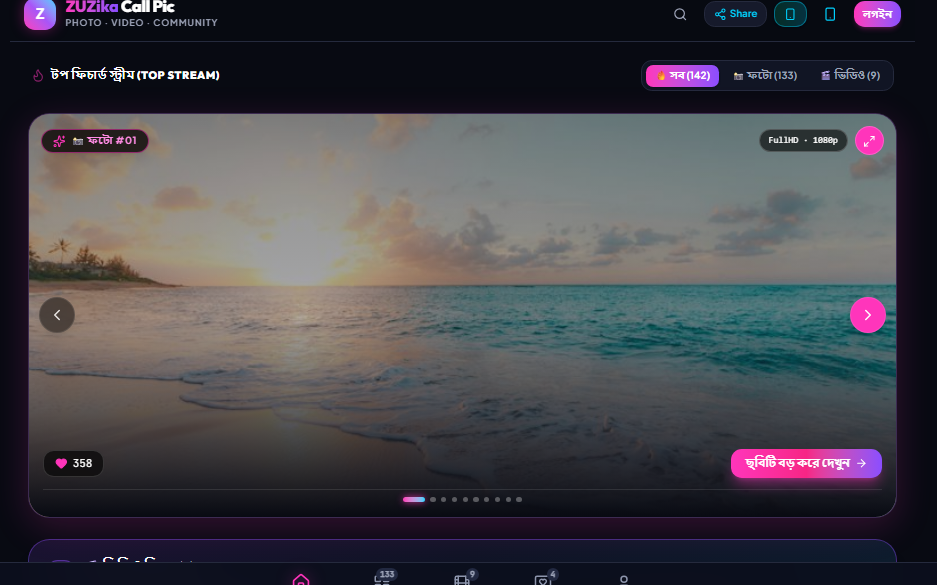 Z
ZUZika Call Pic
PHOTO · VIDEO · COMMUNITY
Share
লগইন
টপ ফিচার্ড স্ট্রীম (TOP STREAM)
সব (142)
ফটো (133)
ভিডিও (9)
ফটো #01
FullHD · 1080p
358
ছবিটি বড় করে দেখুন →
133
9
4